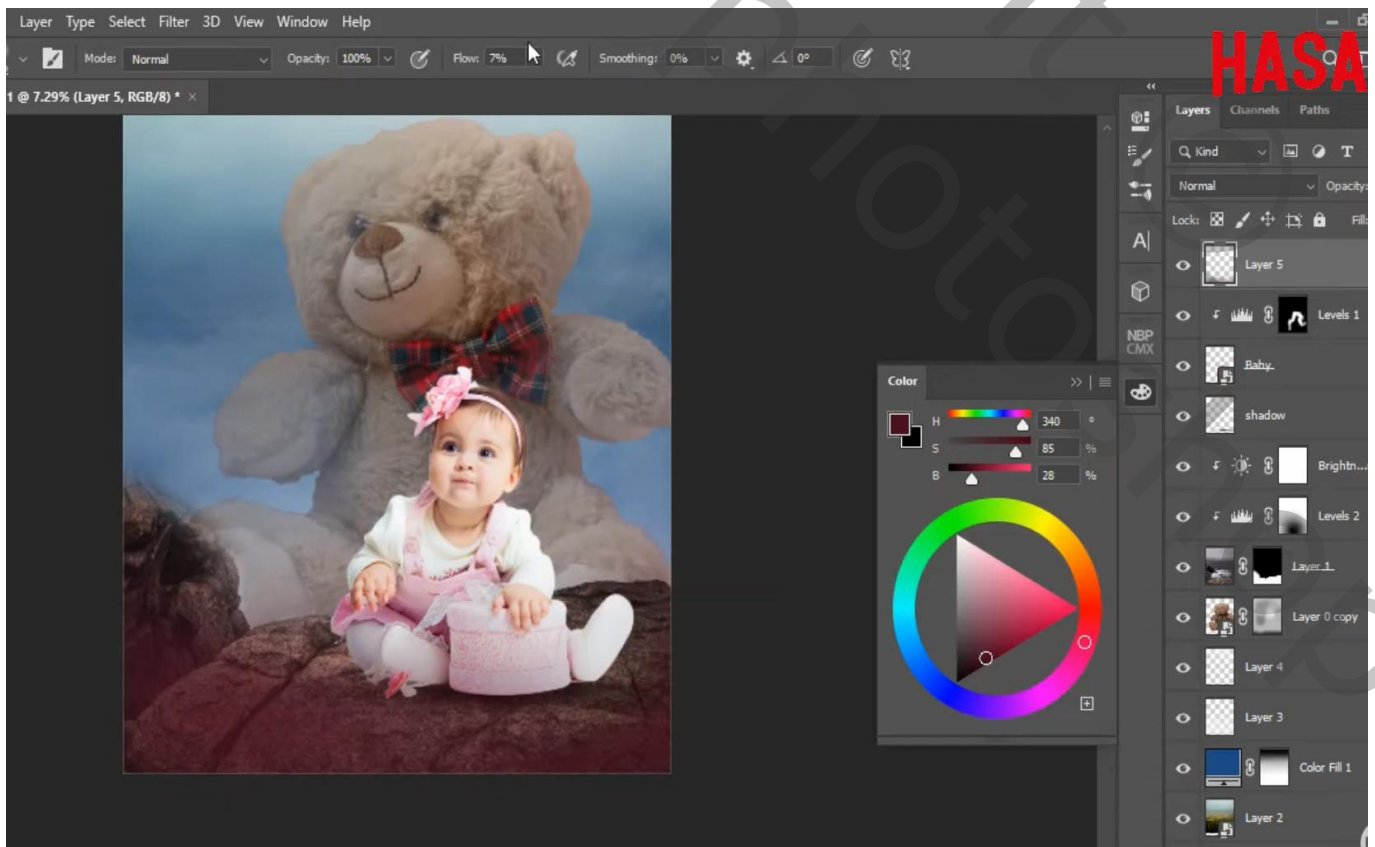 Layer Type Select Filter 3D View Window Help
HASA
Mode: Normal Opacity: 100% Flow: 7% Smoothing: 0% 0°
1 @ 7.29% (Layer 5, RGB/8) * ×
Layers Channels Paths
Kind T
Normal Opacity:
Lock: Fill:
A
Layer 5
Levels 1
NBP
CMX
Baby
Color
H 340 °
S 85 %
B 28 %
shadow
Brightn...
Levels 2
Layer 1
Layer 0 copy
Layer 4
Layer 3
Color Fill 1
Layer 2